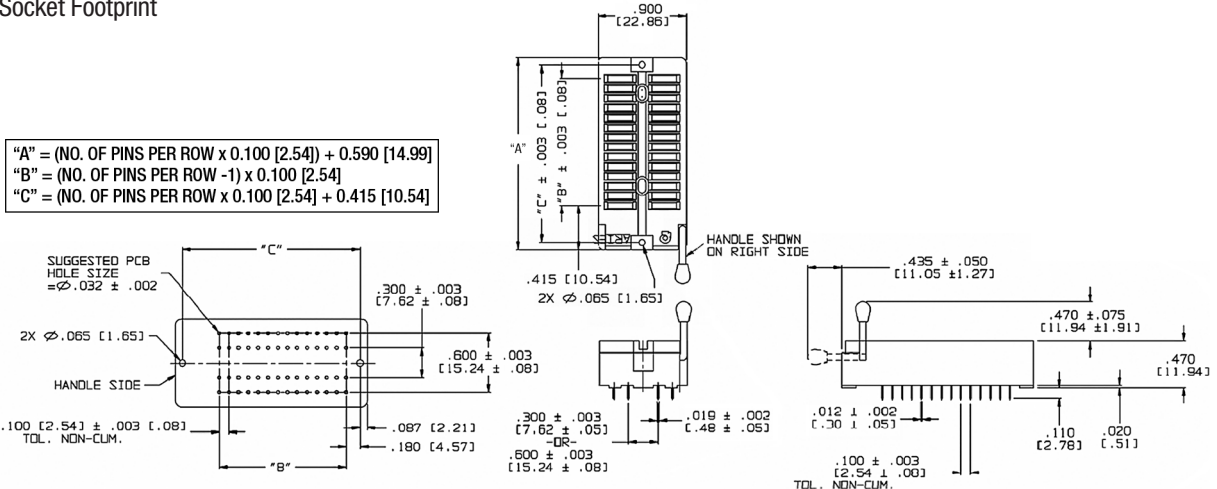 Socket Footprint
.900
[22.86]
"A"
"C" ± .003 [.08]
"B" ± .003 [.08]
"A" = (NO. OF PINS PER ROW x 0.100 [2.54]) + 0.590 [14.99]
"B" = (NO. OF PINS PER ROW -1) x 0.100 [2.54]
"C" = (NO. OF PINS PER ROW x 0.100 [2.54] + 0.415 [10.54]
HANDLE SHOWN
ON RIGHT SIDE
.415 [10.54]
2X Ø.065 [1.65]
"C"
SUGGESTED PCB
HOLE SIZE
=Ø.032 ± .002
.300 ± .003
[7.62 ± .08]
2X Ø.065 [1.65]
.600 ± .003
[15.24 ± .08]
HANDLE SIDE
.100 [2.54] ± .003 [.08]
TOL. NON-CUM.
.087 [2.21]
.180 [4.57]
"B"
.300 ± .003
[7.62 ± .05]
-OR-
.600 ± .003
[15.24 ± .08]
.019 ± .002
[.48 ± .05]
.435 ± .050
[11.05 ±1.27]
.470 ±.075
[11.94 ±1.91]
.470
[11.94]
.012 ± .002
[.30 ± .05]
.110
[2.78]
.020
[.51]
.100 ± .003
[2.54 ± .08]
TOL. NON-CUM.